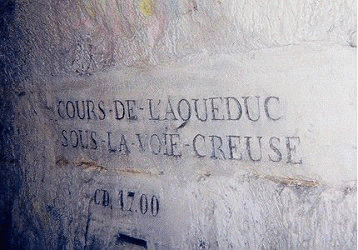 COURS-DE-L'AQUEDUC
SOUS-LA-VOIE-CREUSE
CD, 17.00